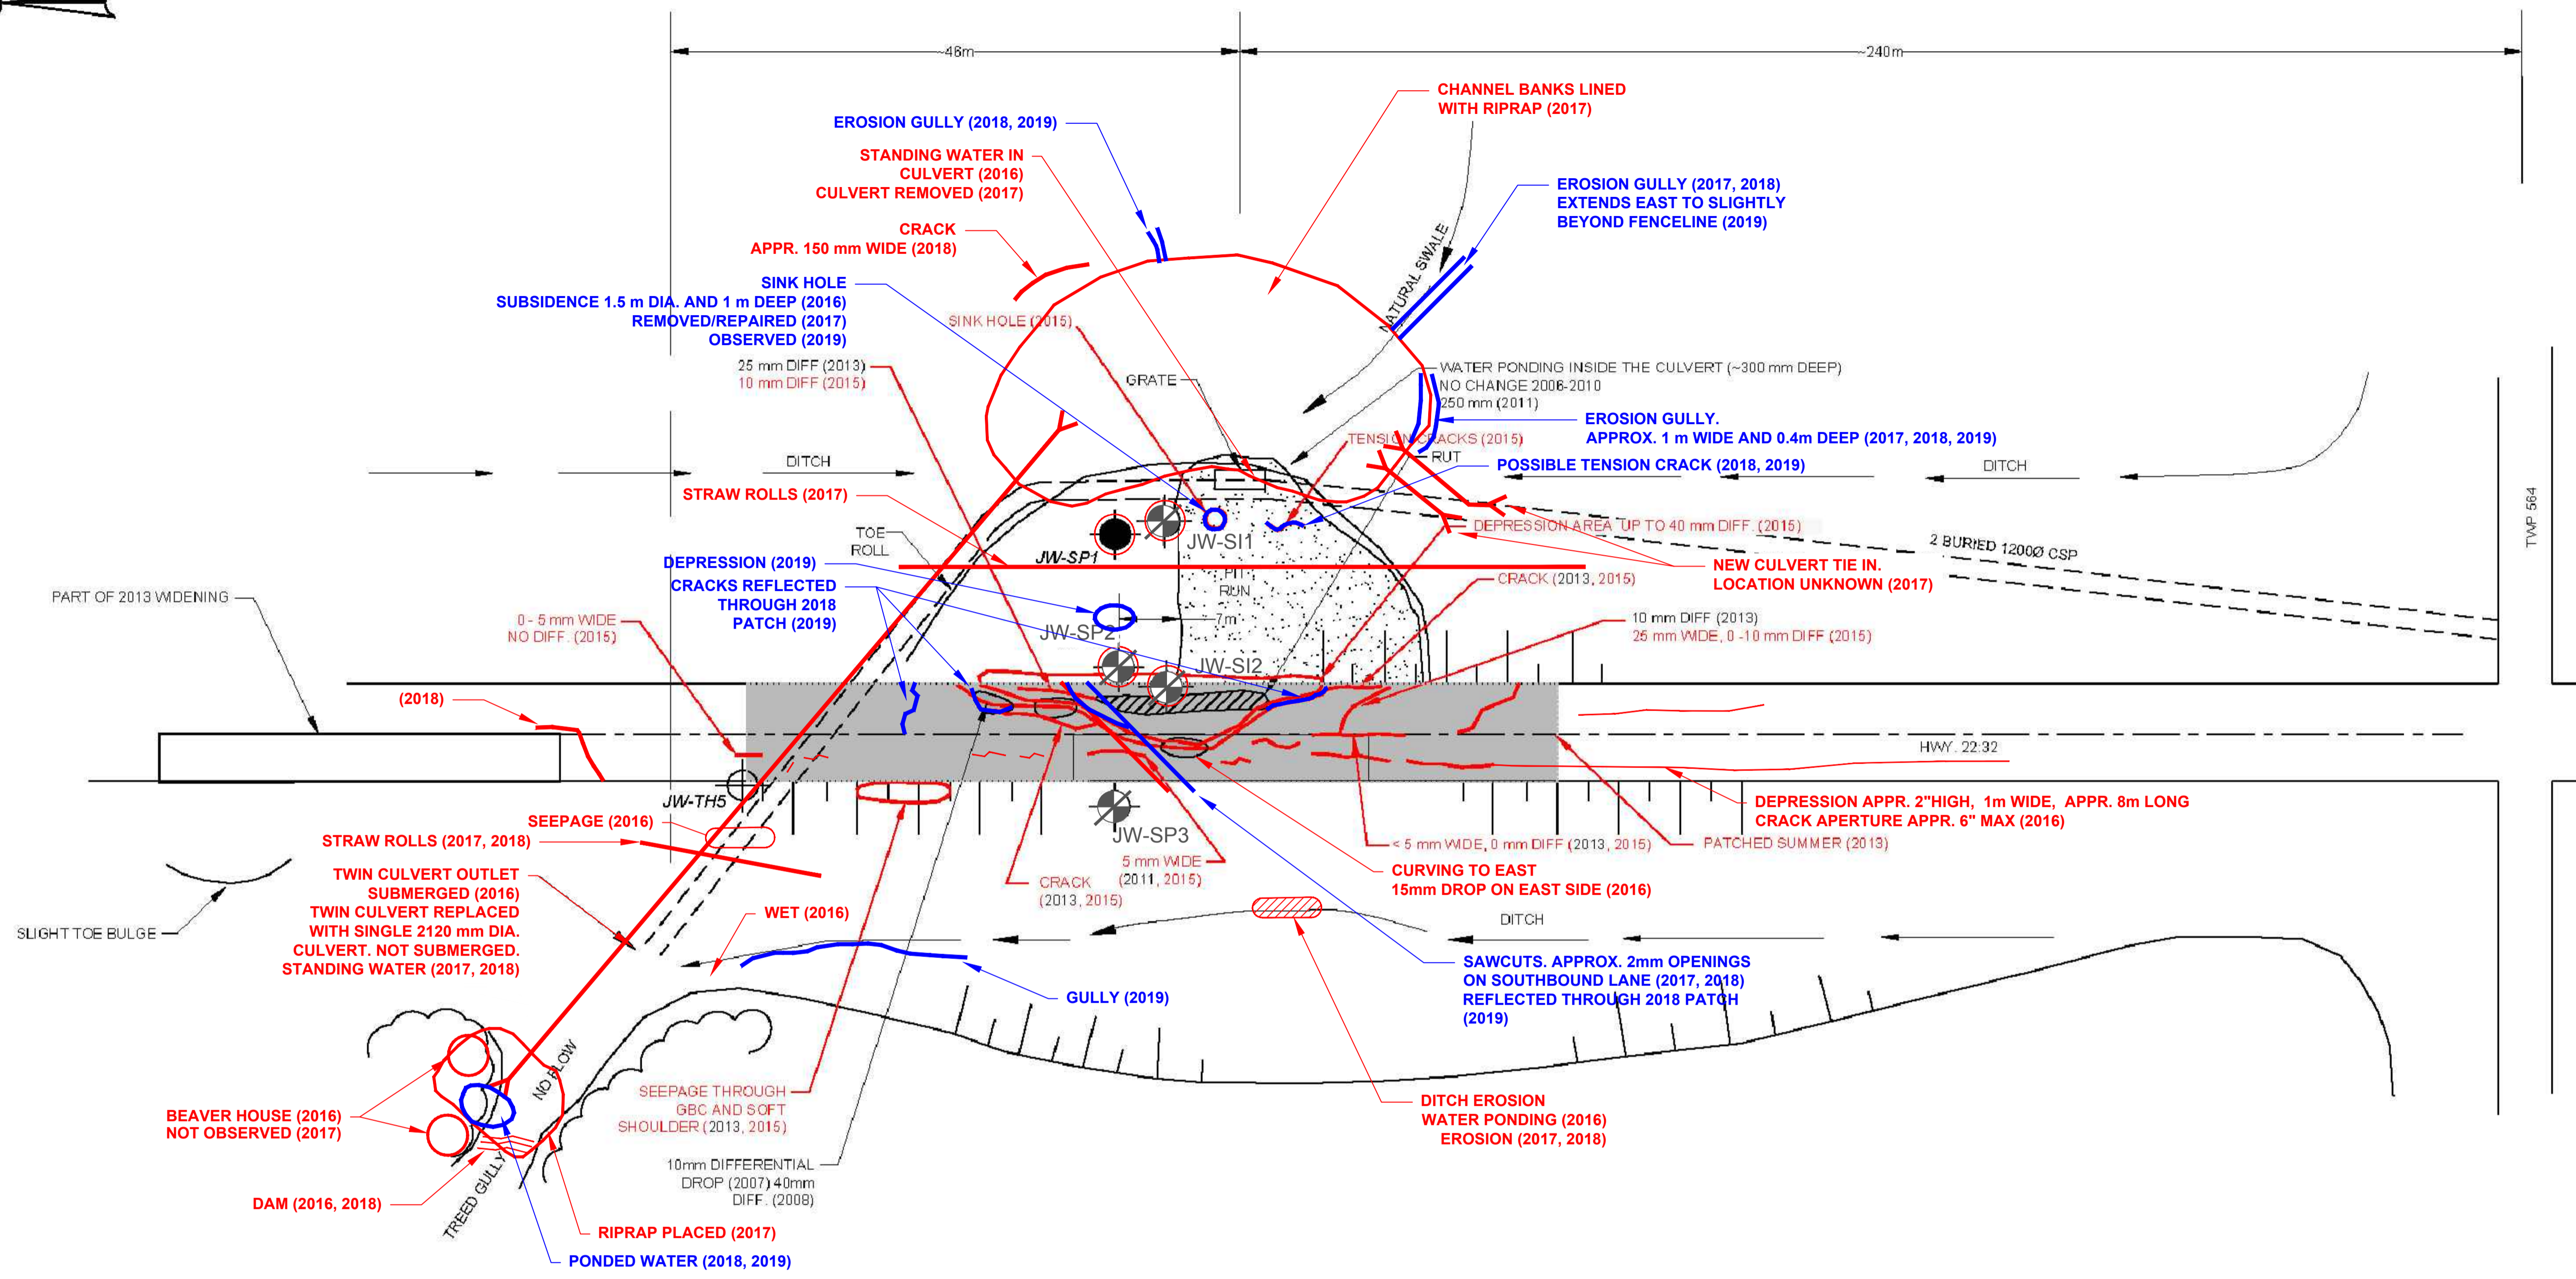 ~46m
~240m
CHANNEL BANKS LINED
WITH RIPRAP (2017)
EROSION GULLY (2018, 2019)
STANDING WATER IN
CULVERT (2016)
CULVERT REMOVED (2017)
EROSION GULLY (2017, 2018)
EXTENDS EAST TO SLIGHTLY
BEYOND FENCELINE (2019)
CRACK
APPR. 150 mm WIDE (2018)
NATURAL SWALE
SINK HOLE
SUBSIDENCE 1.5 m DIA. AND 1 m DEEP (2016)
REMOVED/REPAIRED (2017)
OBSERVED (2019)
SINK HOLE (2015)
25 mm DIFF (2013)
10 mm DIFF (2015)
GRATE
WATER PONDING INSIDE THE CULVERT (~300 mm DEEP)
NO CHANGE 2006-2010
250 mm (2011)
EROSION GULLY.
APPROX. 1 m WIDE AND 0.4m DEEP (2017, 2018, 2019)
TENSION CRACKS (2015)
RUT
DITCH
POSSIBLE TENSION CRACK (2018, 2019)
DITCH
STRAW ROLLS (2017)
TWP 564
DEPRESSION AREA UP TO 40 mm DIFF. (2015)
TOE
ROLL
JW-SI1
JW-SP1
2 BURIED 1200Ø CSP
DEPRESSION (2019)
NEW CULVERT TIE IN.
LOCATION UNKNOWN (2017)
PIT
RUN
CRACK (2013, 2015)
CRACKS REFLECTED
THROUGH 2018
PATCH (2019)
PART OF 2013 WIDENING
0 - 5 mm WIDE
NO DIFF. (2015)
7m
JW-SP2
10 mm DIFF (2013)
25 mm WIDE, 0 -10 mm DIFF (2015)
JW-SI2
(2018)
HWY. 22:32
JW-TH5
DEPRESSION APPR. 2"HIGH, 1m WIDE, APPR. 8m LONG
CRACK APERTURE APPR. 6" MAX (2016)
SEEPAGE (2016)
JW-SP3
STRAW ROLLS (2017, 2018)
< 5 mm WIDE, 0 mm DIFF (2013, 2015)
PATCHED SUMMER (2013)
5 mm WIDE
(2011, 2015)
CURVING TO EAST
15mm DROP ON EAST SIDE (2016)
CRACK
(2013, 2015)
TWIN CULVERT OUTLET
SUBMERGED (2016)
TWIN CULVERT REPLACED
WITH SINGLE 2120 mm DIA.
CULVERT. NOT SUBMERGED.
STANDING WATER (2017, 2018)
WET (2016)
DITCH
SLIGHT TOE BULGE
SAWCUTS. APPROX. 2mm OPENINGS
ON SOUTHBOUND LANE (2017, 2018)
REFLECTED THROUGH 2018 PATCH
(2019)
GULLY (2019)
NO FLOW
SEEPAGE THROUGH
GBC AND SOFT
SHOULDER (2013, 2015)
BEAVER HOUSE (2016)
NOT OBSERVED (2017)
DITCH EROSION
WATER PONDING (2016)
EROSION (2017, 2018)
10mm DIFFERENTIAL
DROP (2007) 40mm
DIFF. (2008)
TREED GULLY
DAM (2016, 2018)
RIPRAP PLACED (2017)
PONDED WATER (2018, 2019)